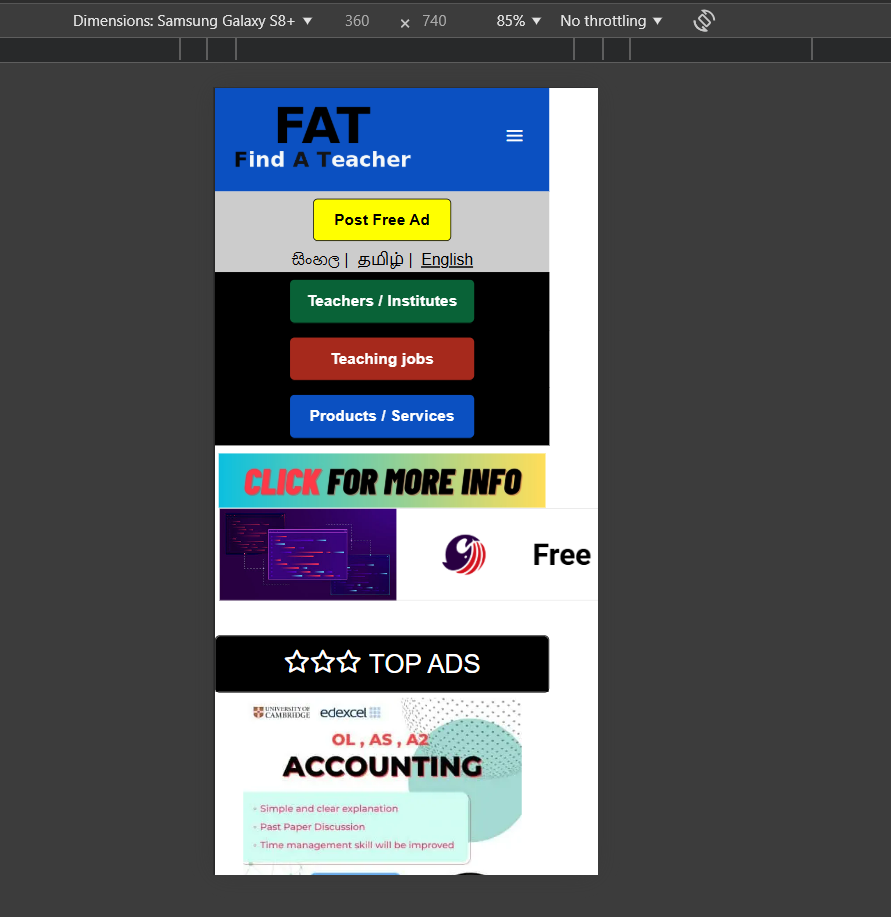 Dimensions: Samsung Galaxy S8+ 360 × 740 85% No throttling
FAT
Find A Teacher
Post Free Ad
සිංහල | தமிழ் | English
Teachers / Institutes
Teaching jobs
Products / Services
CLICK FOR MORE INFO
Free
TOP ADS
UNIVERSITY OF CAMBRIDGE edexcel
OL , AS , A2
ACCOUNTING
Simple and clear explanation
Past Paper Discussion
Time management skill will be improved